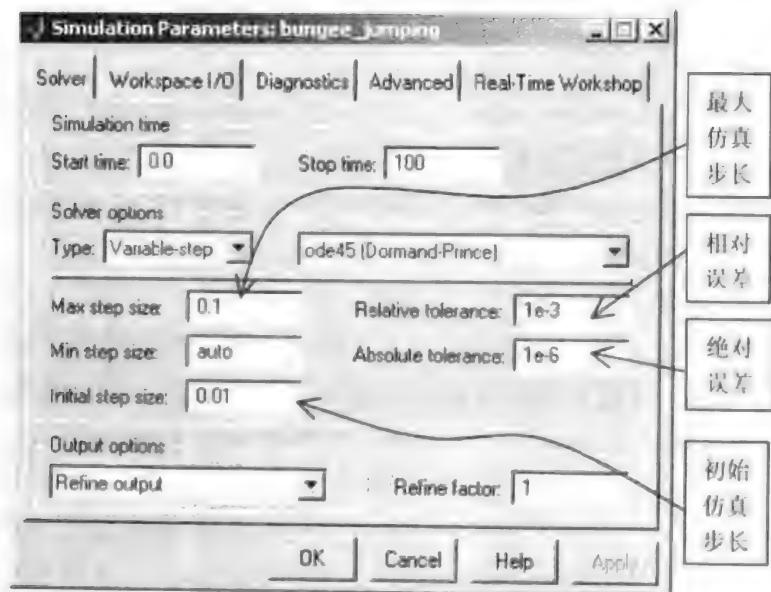 Simulation Parameters: bungee_jumping
Solver Workspace I/O Diagnostics Advanced Real-Time Workshop
Simulation time
Start time: 0.0 Stop time: 100
Solver options
Type: Variable-step ode45 (Dormand-Prince)
Max step size: 0.1 Relative tolerance: 1e-3
Min step size: auto Absolute tolerance: 1e-6
Initial step size: 0.01
Output options
Refine output Refine factor: 1
OK Cancel Help Apply
最大
仿真
步长
相对
误差
绝对
误差
初始
仿真
步长